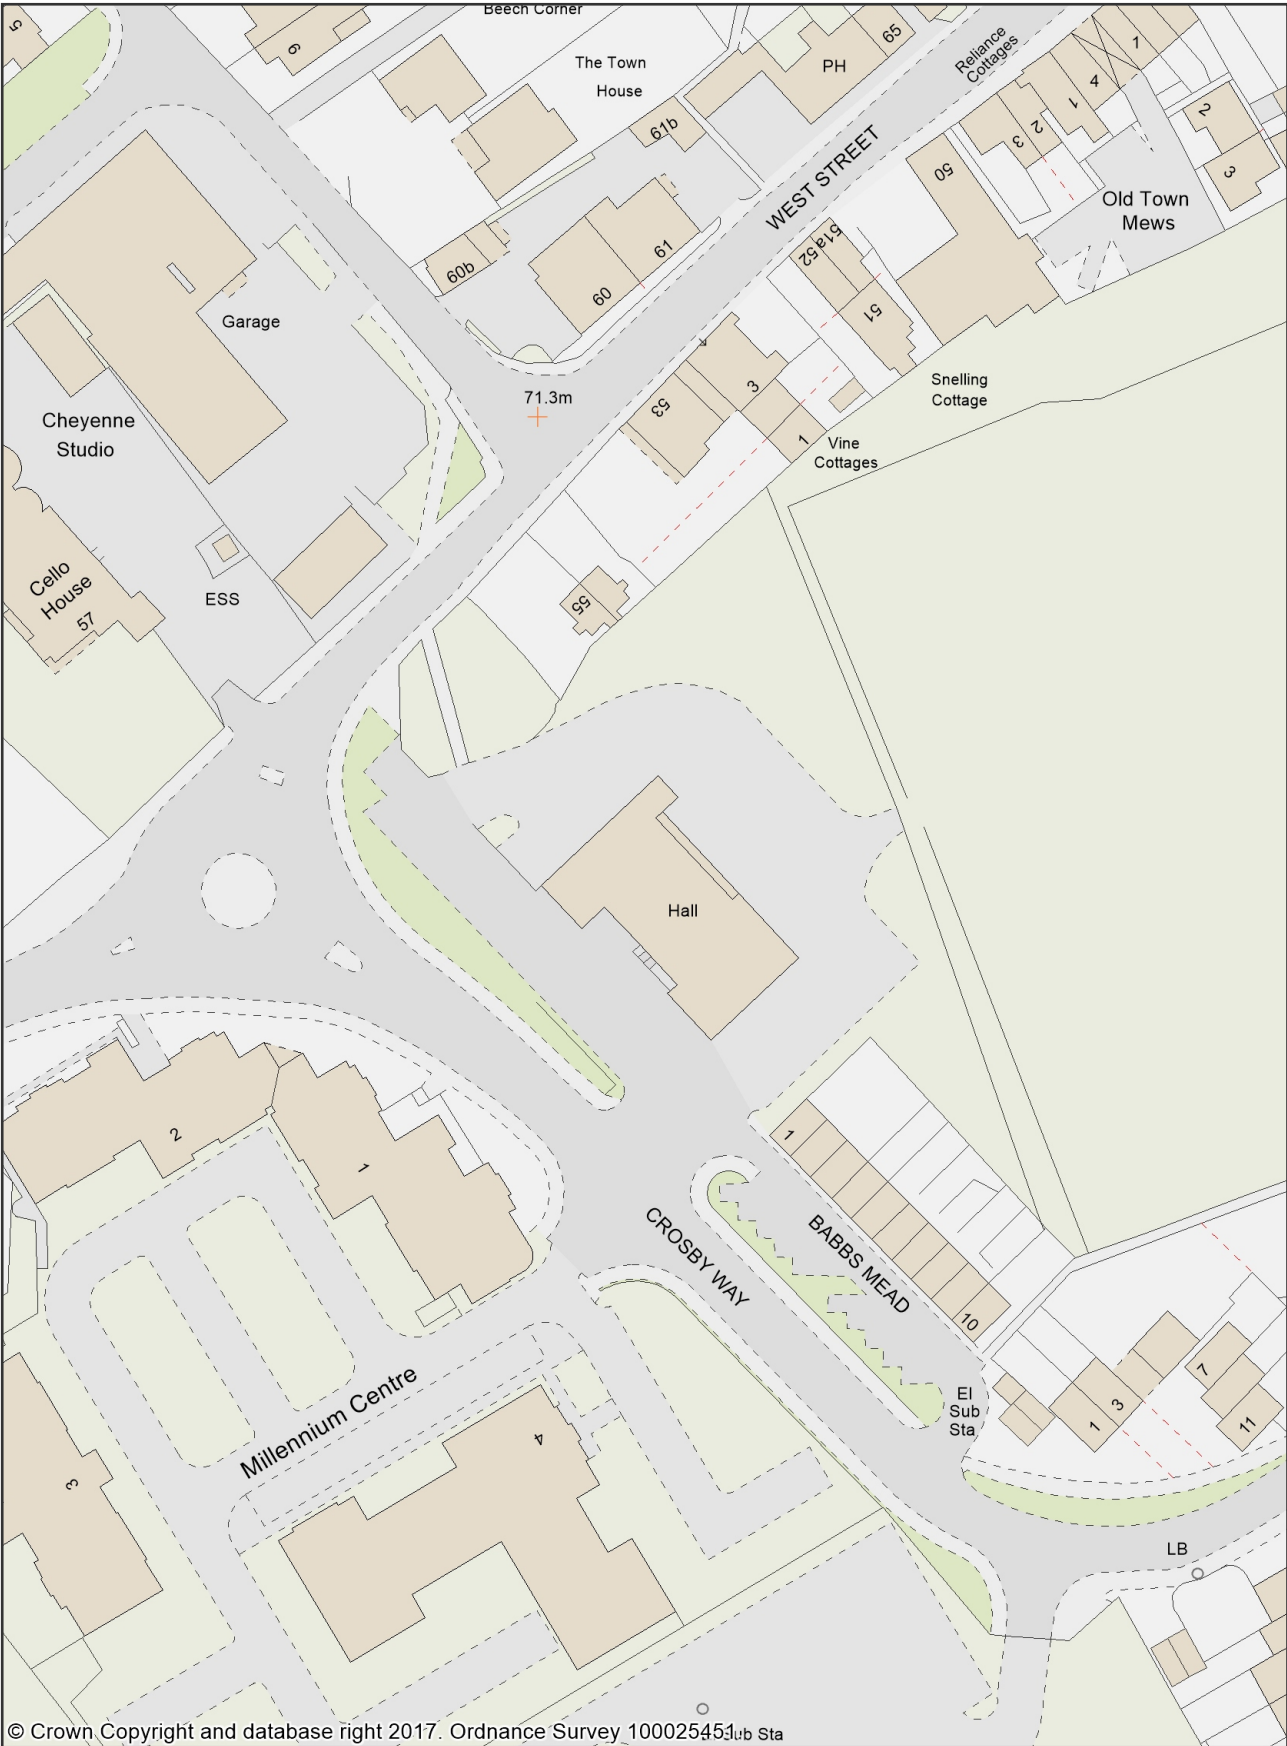 Beech Corner
5
6
The Town
House
PH
65
Reliance
Cottages
7
4
1
2
3
2
3
61b
WEST STREET
50
Old Town
Mews
60b
61
60
51a
52
51
Garage
71.3m
Snelling
Cottage
Cheyenne
Studio
53
3
1
Vine
Cottages
Cello
House
57
ESS
55
Hall
2
1
1
CROSBY WAY
BABBS MEAD
10
Millennium Centre
3
4
El
Sub
Sta
1
3
7
11
LB
© Crown Copyright and database right 2017. Ordnance Survey 100025451.
Sub Sta